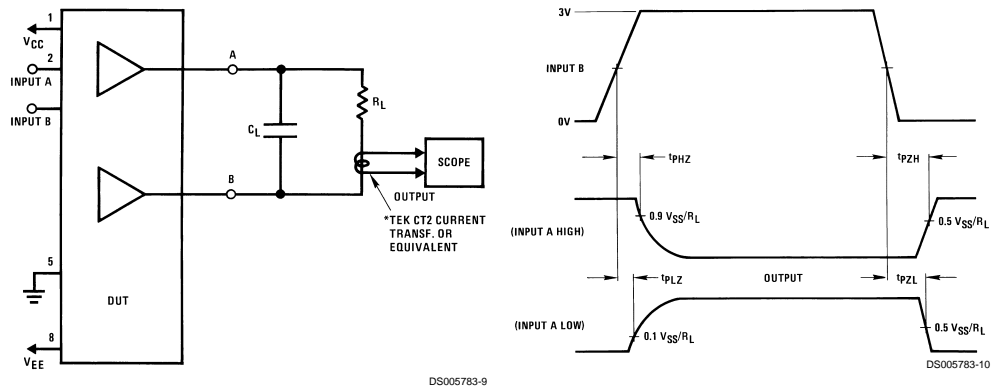 1
VCC
2
INPUT A
INPUT B
5
8
VEE
DUT
A
B
CL
RL
SCOPE
OUTPUT
*TEK CT2 CURRENT
TRANSF. OR
EQUIVALENT
DS005783-9
3V
INPUT B
0V
tPHZ
tPZH
(INPUT A HIGH)
0.9 VSS/RL
0.5 VSS/RL
tPLZ
OUTPUT
tPZL
(INPUT A LOW)
0.1 VSS/RL
0.5 VSS/RL
DS005783-10